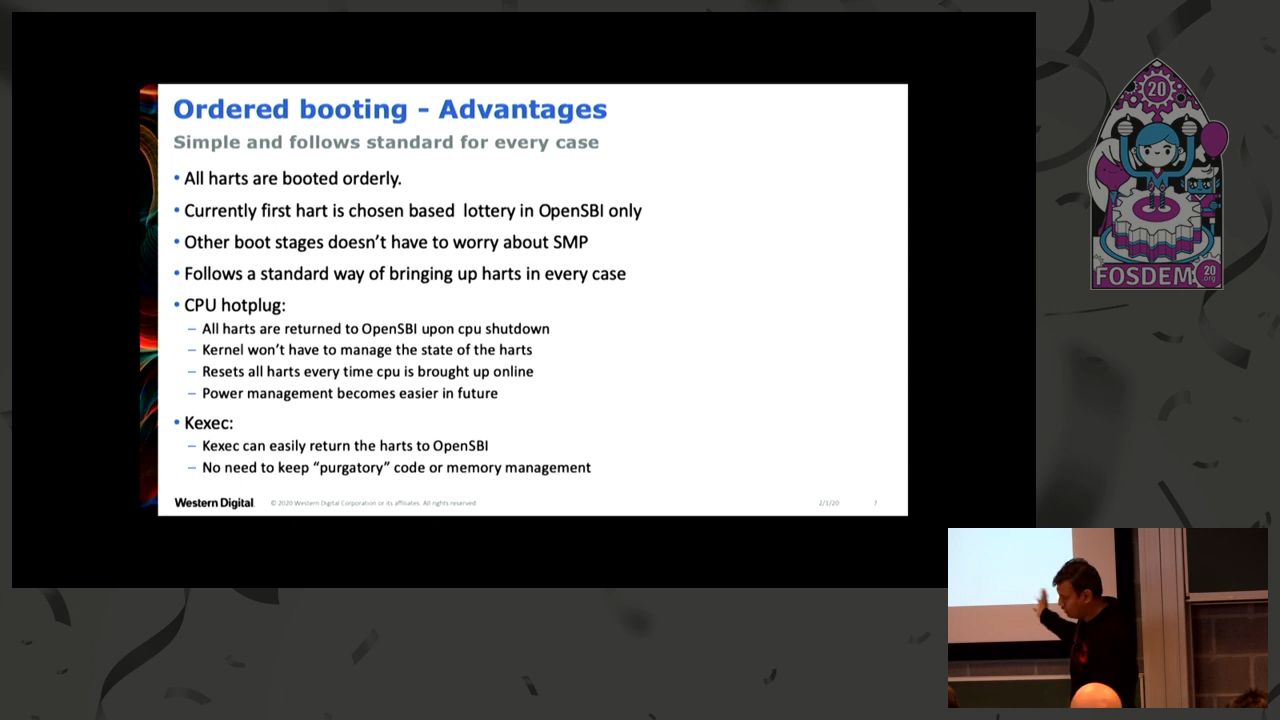 Ordered booting - Advantages
Simple and follows standard for every case
• All harts are booted orderly.
• Currently first hart is chosen based lottery in OpenSBI only
• Other boot stages doesn't have to worry about SMP
• Follows a standard way of bringing up harts in every case
• CPU hotplug:
– All harts are returned to OpenSBI upon cpu shutdown
– Kernel won't have to manage the state of the harts
– Resets all harts every time cpu is brought up online
– Power management becomes easier in future
• Kexec:
– Kexec can easily return the harts to OpenSBI
– No need to keep “purgatory” code or memory management
Western Digital.
© 2020 Western Digital Corporation or its affiliates. All rights reserved.
2/1/20
7
20
FOSDEM
20
.org